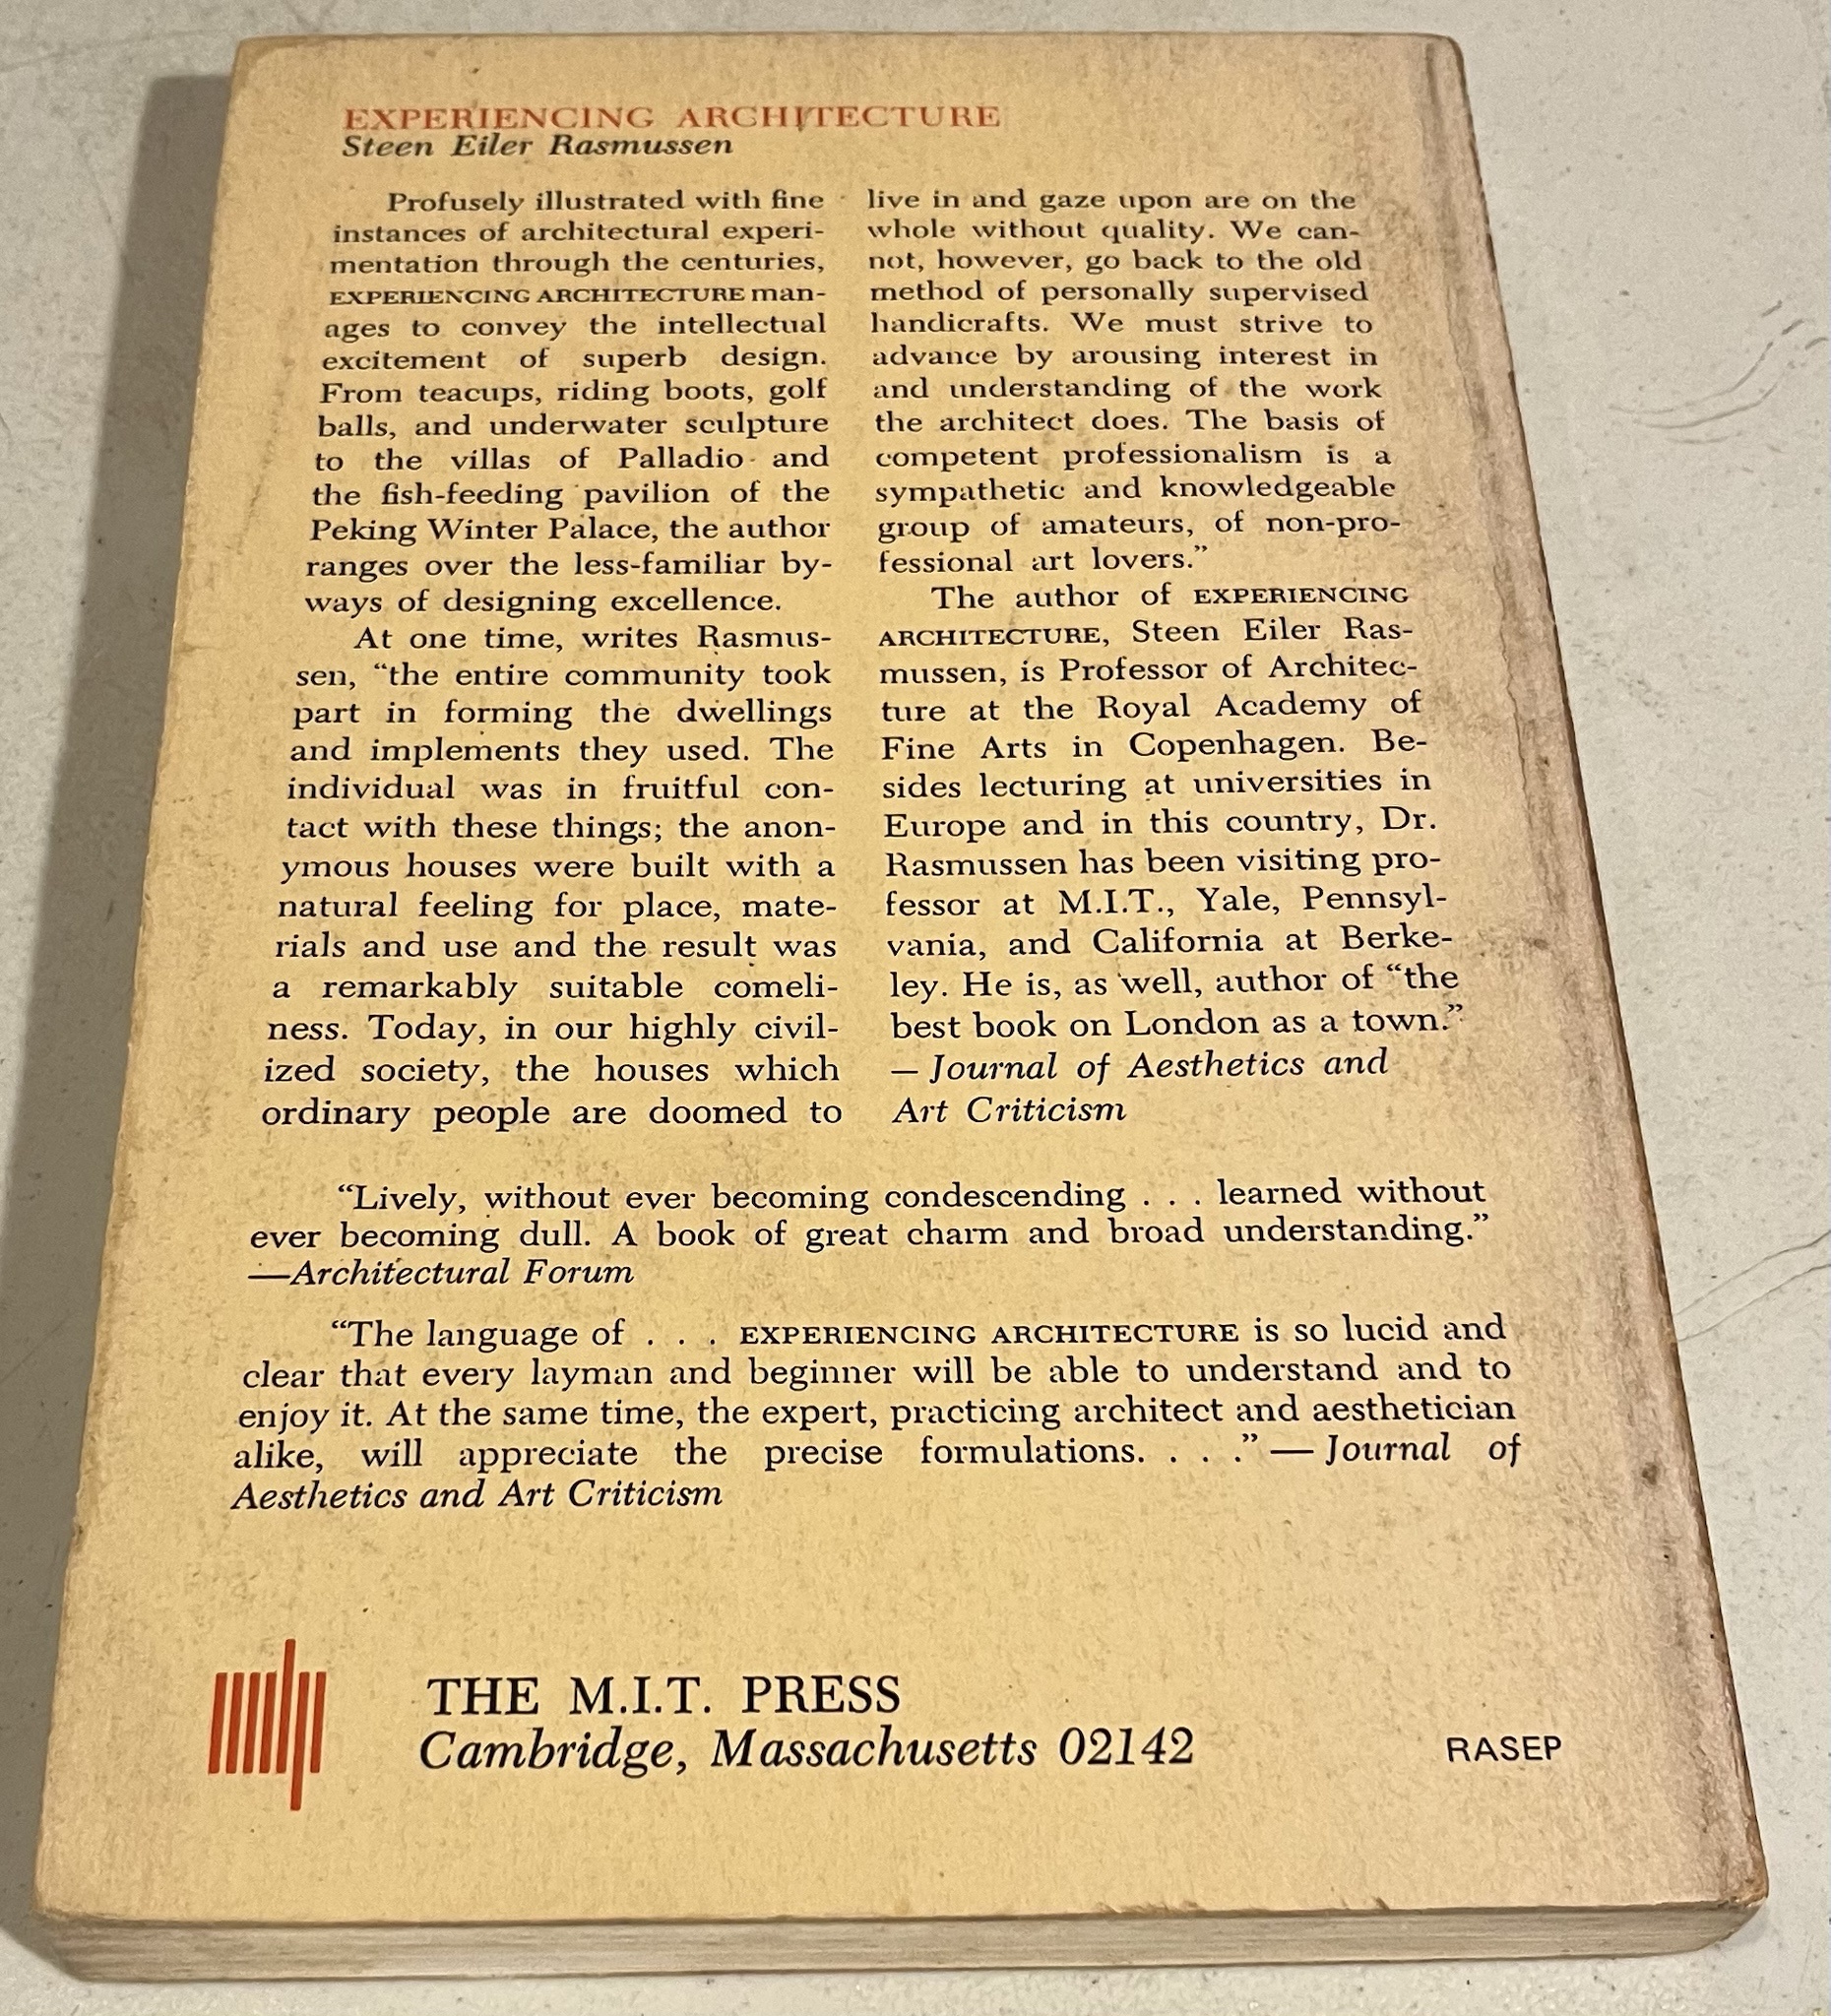 EXPERIENCING ARCHITECTURE
Steen Eiler Rasmussen
Profusely illustrated with fine
instances of architectural experi-
mentation through the centuries,
EXPERIENCING ARCHITECTURE man-
ages to convey the intellectual
excitement of superb design.
From teacups, riding boots, golf
balls, and underwater sculpture
to the villas of Palladio and
the fish-feeding pavilion of the
Peking Winter Palace, the author
ranges over the less-familiar by-
ways of designing excellence.
At one time, writes Rasmus-
sen, “the entire community took
part in forming the dwellings
and implements they used. The
individual was in fruitful con-
tact with these things; the anon-
ymous houses were built with a
natural feeling for place, mate-
rials and use and the result was
a remarkably suitable comeli-
ness. Today, in our highly civil-
ized society, the houses which
ordinary people are doomed to
live in and gaze upon are on the
whole without quality. We can-
not, however, go back to the old
method of personally supervised
handicrafts. We must strive to
advance by arousing interest in
and understanding of the work
the architect does. The basis of
competent professionalism is a
sympathetic and knowledgeable
group of amateurs, of non-pro-
fessional art lovers.”
The author of EXPERIENCING
ARCHITECTURE, Steen Eiler Ras-
mussen, is Professor of Architec-
ture at the Royal Academy of
Fine Arts in Copenhagen. Be-
sides lecturing at universities in
Europe and in this country, Dr.
Rasmussen has been visiting pro-
fessor at M.I.T., Yale, Pennsyl-
vania, and California at Berke-
ley. He is, as well, author of “the
best book on London as a town.”
— Journal of Aesthetics and
Art Criticism
“Lively, without ever becoming condescending . . . learned without
ever becoming dull. A book of great charm and broad understanding.”
—Architectural Forum
“The language of . . . EXPERIENCING ARCHITECTURE is so lucid and
clear that every layman and beginner will be able to understand and to
enjoy it. At the same time, the expert, practicing architect and aesthetician
alike, will appreciate the precise formulations. . . .” — Journal of
Aesthetics and Art Criticism
THE M.I.T. PRESS
Cambridge, Massachusetts 02142
RASEP